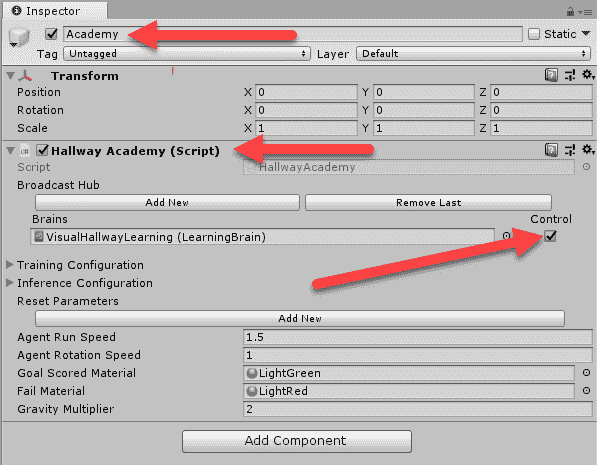 Inspector
Academy
Static
Tag Untagged Layer Default
Transform
Position X 0 Y 0 Z 0
Rotation X 0 Y 0 Z 0
Scale X 1 Y 1 Z 1
Hallway Academy (Script)
Script HallwayAcademy
Broadcast Hub
Add New Remove Last
Brains Control
VisualHallwayLearning (LearningBrain)
Training Configuration
Inference Configuration
Reset Parameters
Add New
Agent Run Speed 1.5
Agent Rotation Speed 1
Goal Scored Material LightGreen
Fail Material LightRed
Gravity Multiplier 2
Add Component